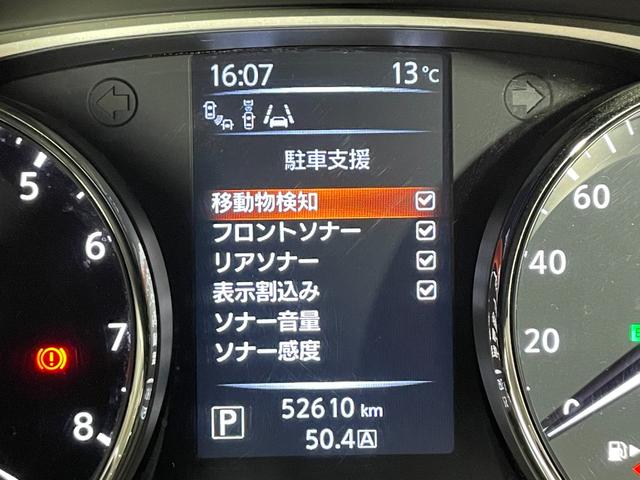 16:07 13℃
駐車支援
移動物検知
フロントソナー
リアソナー
表示割込み
ソナー音量
ソナー感度
P 52610 km
50.4 A
5
6
7
8
60
40
20
0